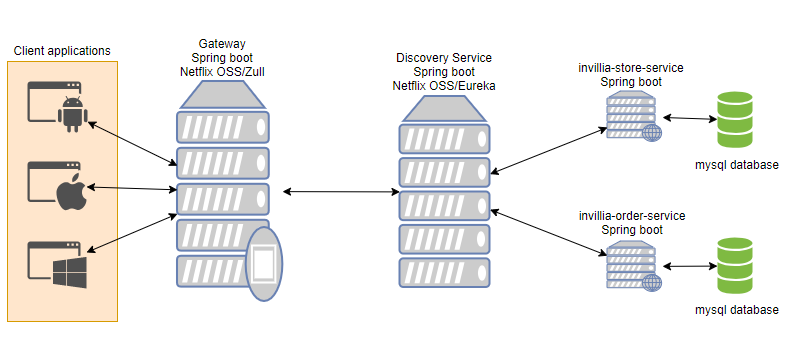 Client applications
Gateway
Spring boot
Netflix OSS/Zull
Discovery Service
Spring boot
Netflix OSS/Eureka
invillia-store-service
Spring boot
mysql database
invillia-order-service
Spring boot
mysql database